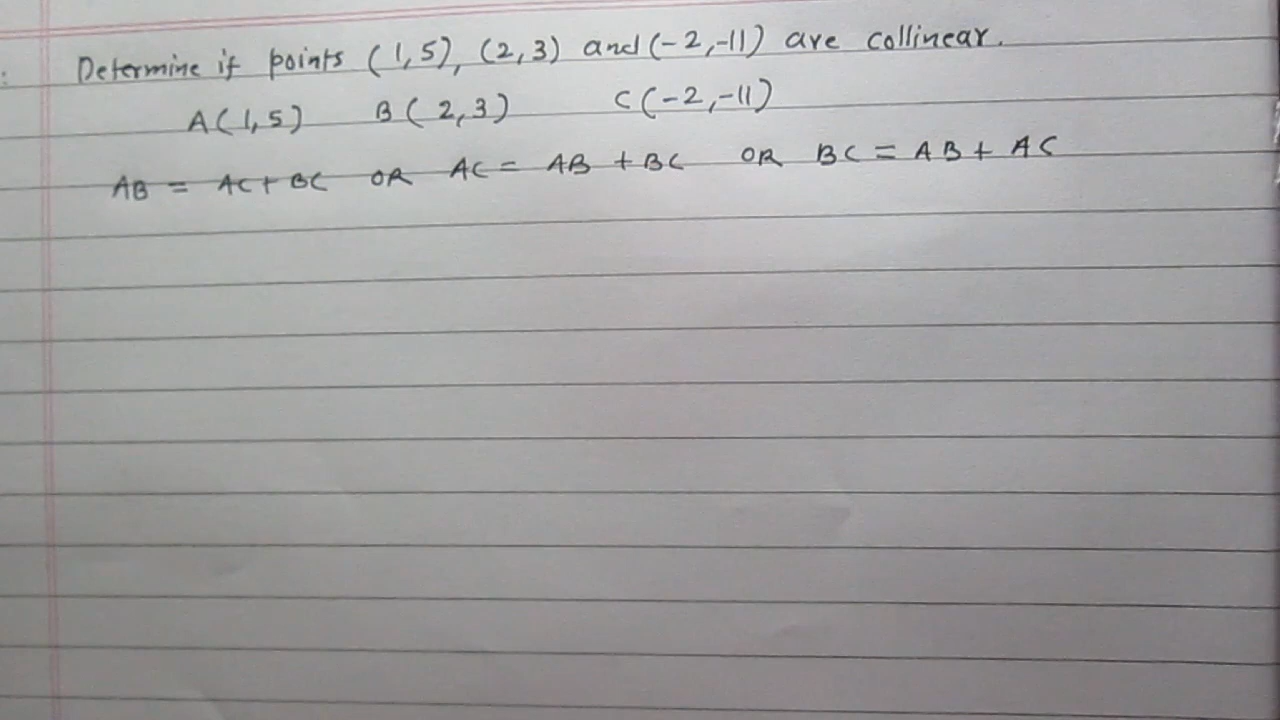 Determine if points (1,5), (2,3) and (-2,-11) are collinear.
A(1,5) B(2,3) C(-2,-11)
AB = AC+ BC OR AC = AB + BC OR BC = AB + AC